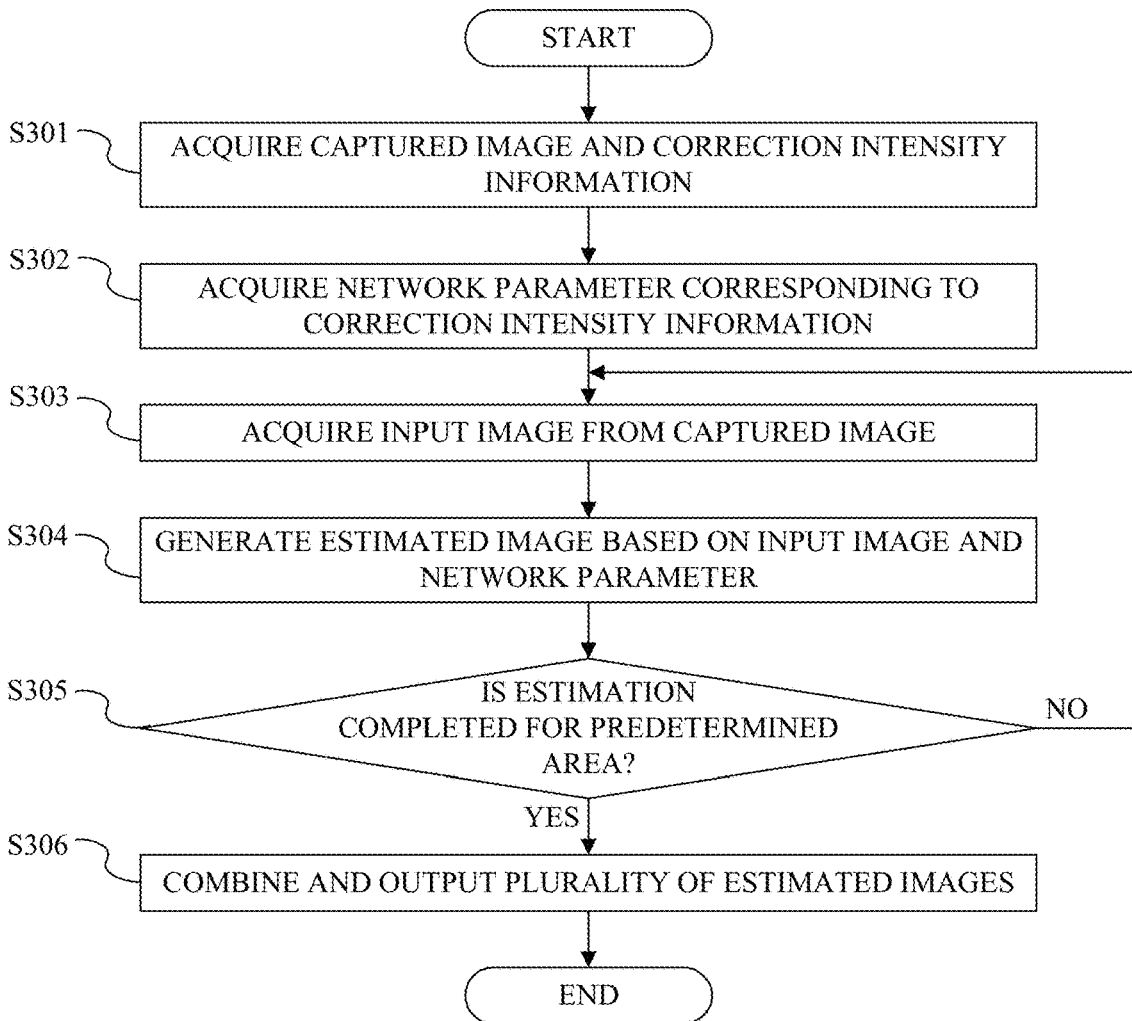 START
S301
ACQUIRE CAPTURED IMAGE AND CORRECTION INTENSITY
INFORMATION
S302
ACQUIRE NETWORK PARAMETER CORRESPONDING TO
CORRECTION INTENSITY INFORMATION
S303
ACQUIRE INPUT IMAGE FROM CAPTURED IMAGE
S304
GENERATE ESTIMATED IMAGE BASED ON INPUT IMAGE AND
NETWORK PARAMETER
S305
IS ESTIMATION
COMPLETED FOR PREDETERMINED
AREA?
NO
YES
S306
COMBINE AND OUTPUT PLURALITY OF ESTIMATED IMAGES
END